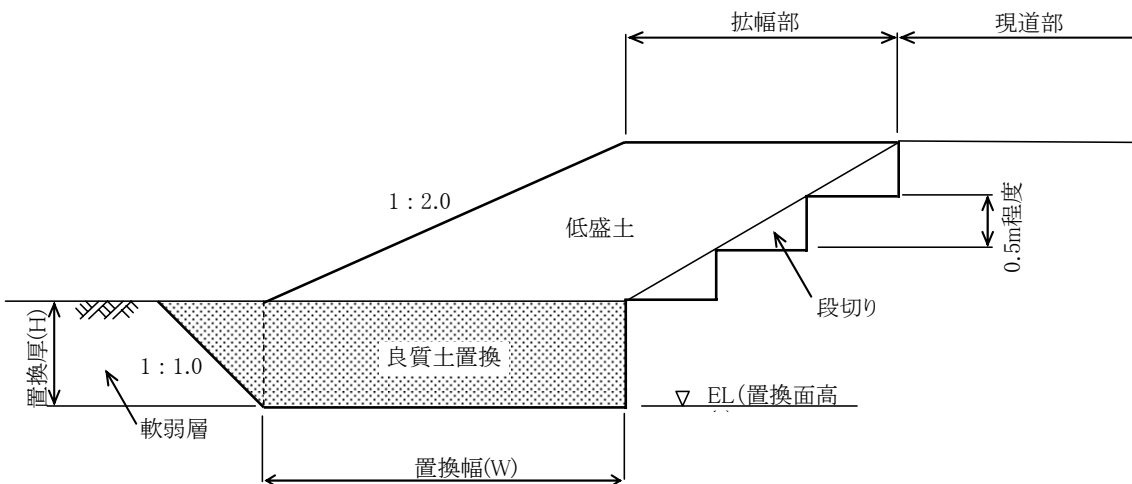 拡幅部
現道部
1：2.0
低盛土
0.5m程度
段切り
置換厚(H)
1：1.0
良質土置換
EL(置換面高
軟弱層
置換幅(W)